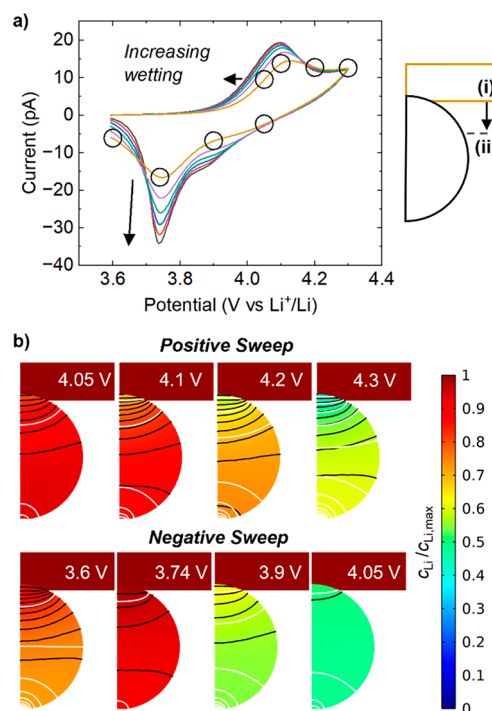 a)
Increasing
wetting
Current (pA)
20
10
0
−10
−20
−30
−40
3.6 3.8 4.0 4.2 4.4
Potential (V vs Li⁺/Li)
(i)
(ii
b)
Positive Sweep
4.05 V 4.1 V 4.2 V 4.3 V
Negative Sweep
3.6 V 3.74 V 3.9 V 4.05 V
1
0.9
0.8
0.7
0.6
0.5
0.4
0.3
0.2
0.1
0
cLi/cLi,max